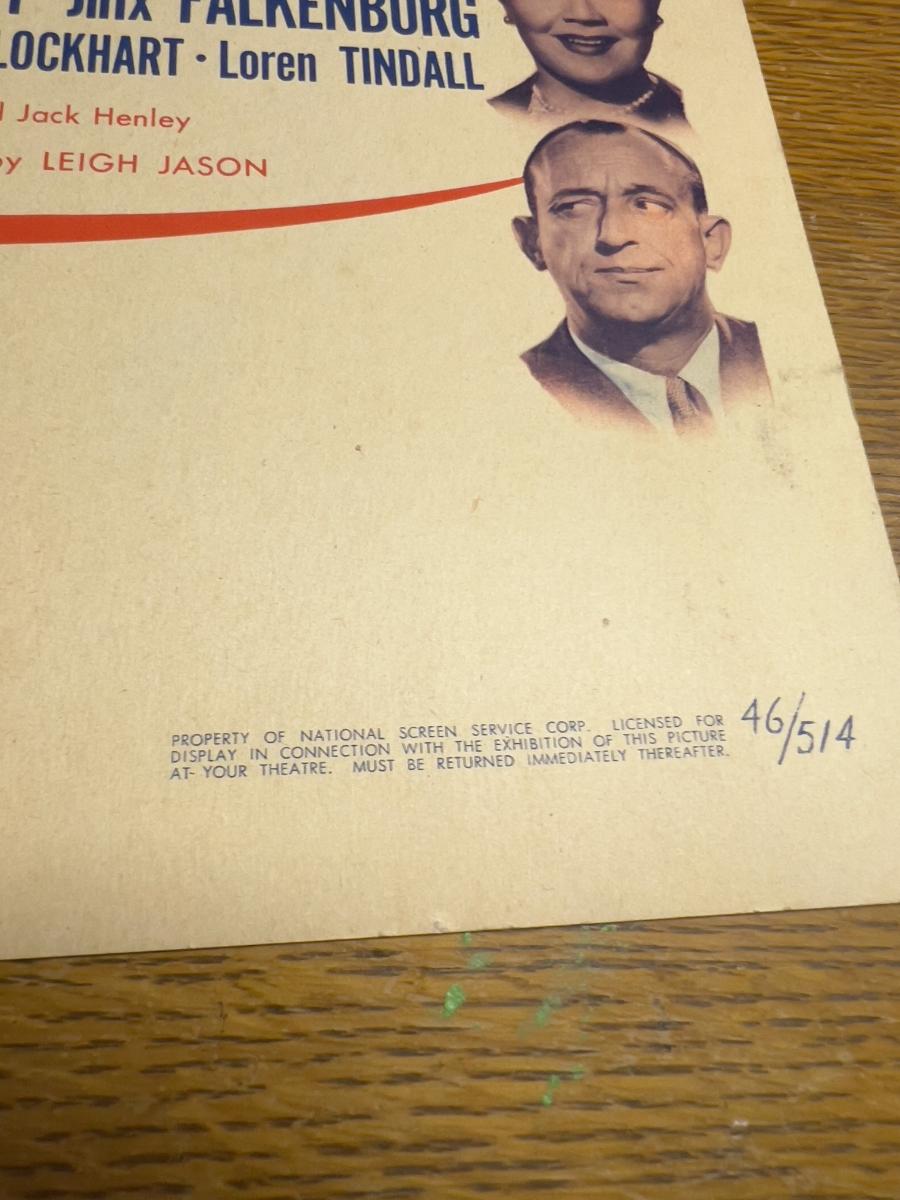 Jinx FALKENBURG
LOCKHART · Loren TINDALL
Jack Henley
by LEIGH JASON
PROPERTY OF NATIONAL SCREEN SERVICE CORP. LICENSED FOR
DISPLAY IN CONNECTION WITH THE EXHIBITION OF THIS PICTURE
AT- YOUR THEATRE. MUST BE RETURNED IMMEDIATELY THEREAFTER.
46/514